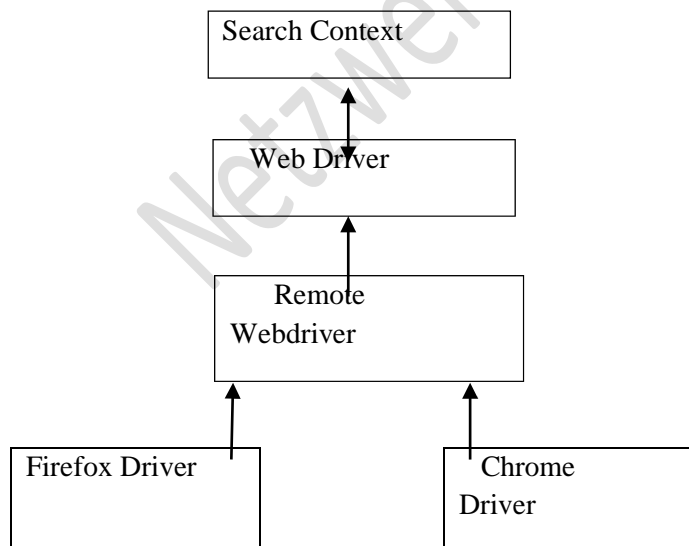 Search Context
Web Driver
Remote
Webdriver
Firefox Driver
Chrome
Driver